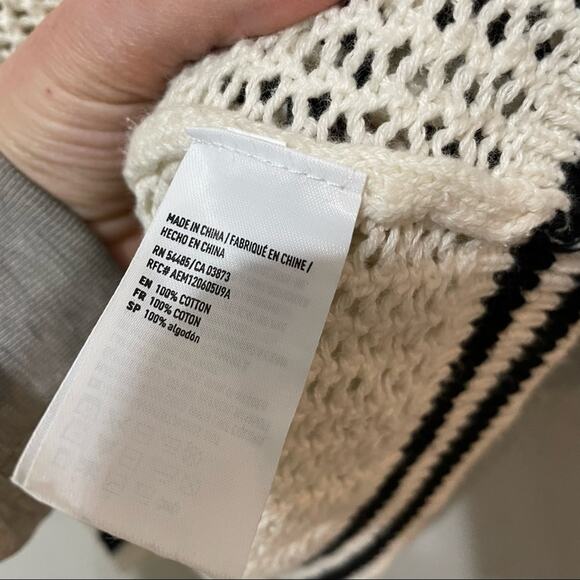 MADE IN CHINA / FABRIQUÉ EN CHINE /
HECHO EN CHINA
RN 54485/CA 03873
RFC# AEM120605U9A
EN 100% COTTON
FR 100% COTON
SP 100% algodón